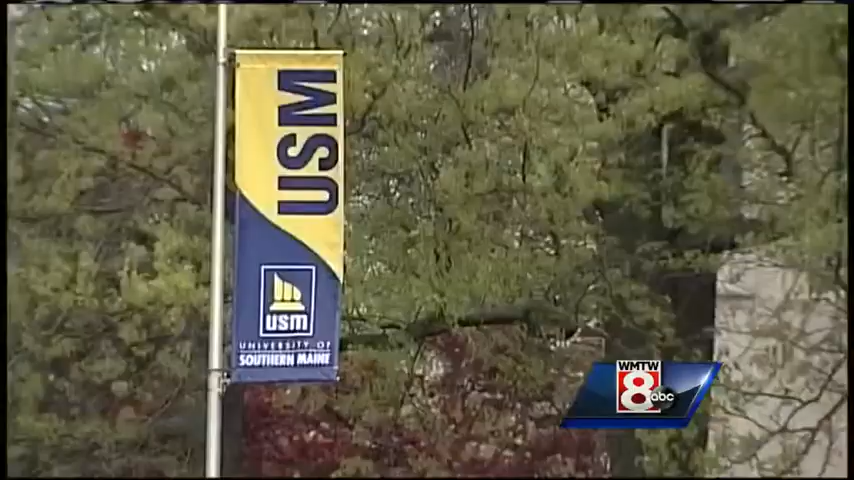 USM
usm
UNIVERSITY OF
SOUTHERN MAINE
WMTW
8
abc